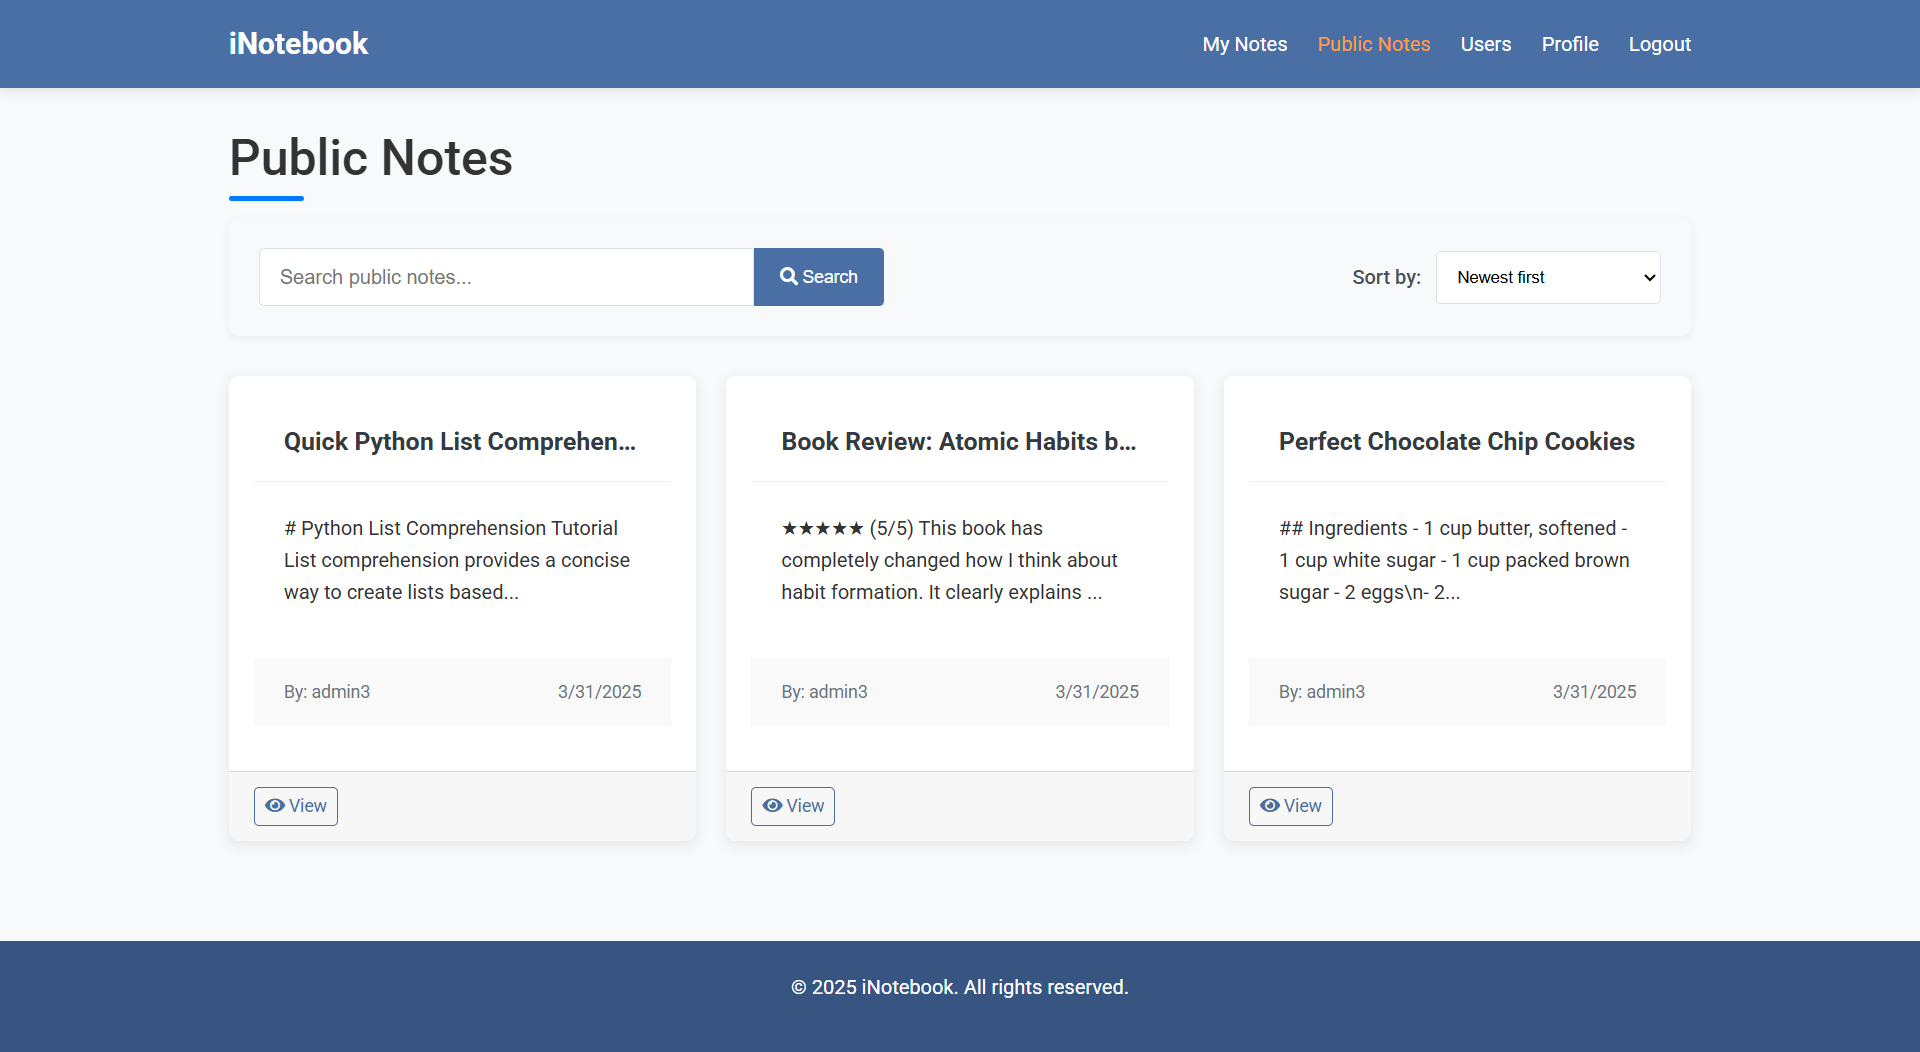 iNotebook
My Notes Public Notes Users Profile Logout
Public Notes
Search public notes...
Search
Sort by:
Newest first
Quick Python List Comprehen...
# Python List Comprehension Tutorial
List comprehension provides a concise
way to create lists based...
By: admin3 3/31/2025
View
Book Review: Atomic Habits b...
★★★★★ (5/5) This book has
completely changed how I think about
habit formation. It clearly explains ...
By: admin3 3/31/2025
View
Perfect Chocolate Chip Cookies
## Ingredients - 1 cup butter, softened -
1 cup white sugar - 1 cup packed brown
sugar - 2 eggs\n- 2...
By: admin3 3/31/2025
View
© 2025 iNotebook. All rights reserved.